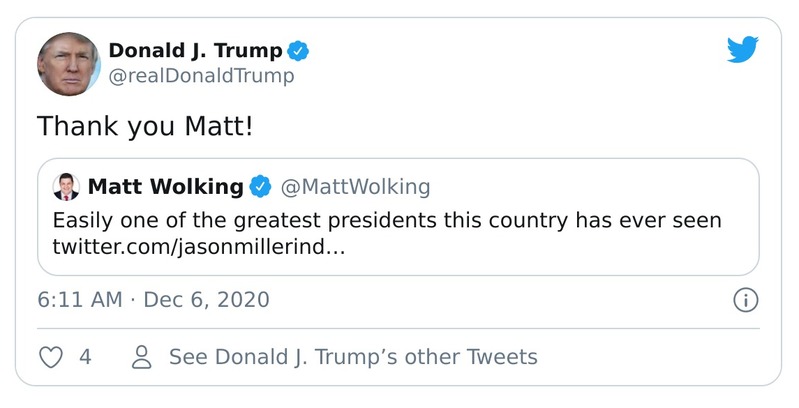 Donald J. Trump
@realDonaldTrump
Thank you Matt!
Matt Wolking @MattWolking
Easily one of the greatest presidents this country has ever seen
twitter.com/jasonmillerind…
6:11 AM · Dec 6, 2020
4 See Donald J. Trump’s other Tweets